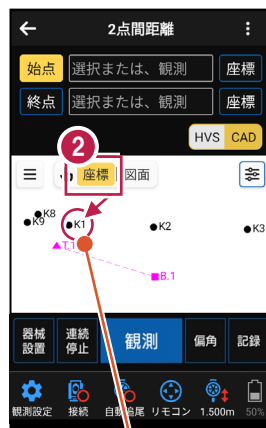 2点間距離
始点 選択または、観測 座標
終点 選択または、観測 座標
HVS CAD
2
座標 図面
K8
K9 K1 K2 K3
T.1
B.1
器械設置 連続停止 観測 偏角 記録
観測設定 接続 自動追尾 リモコン 1.500m 50%